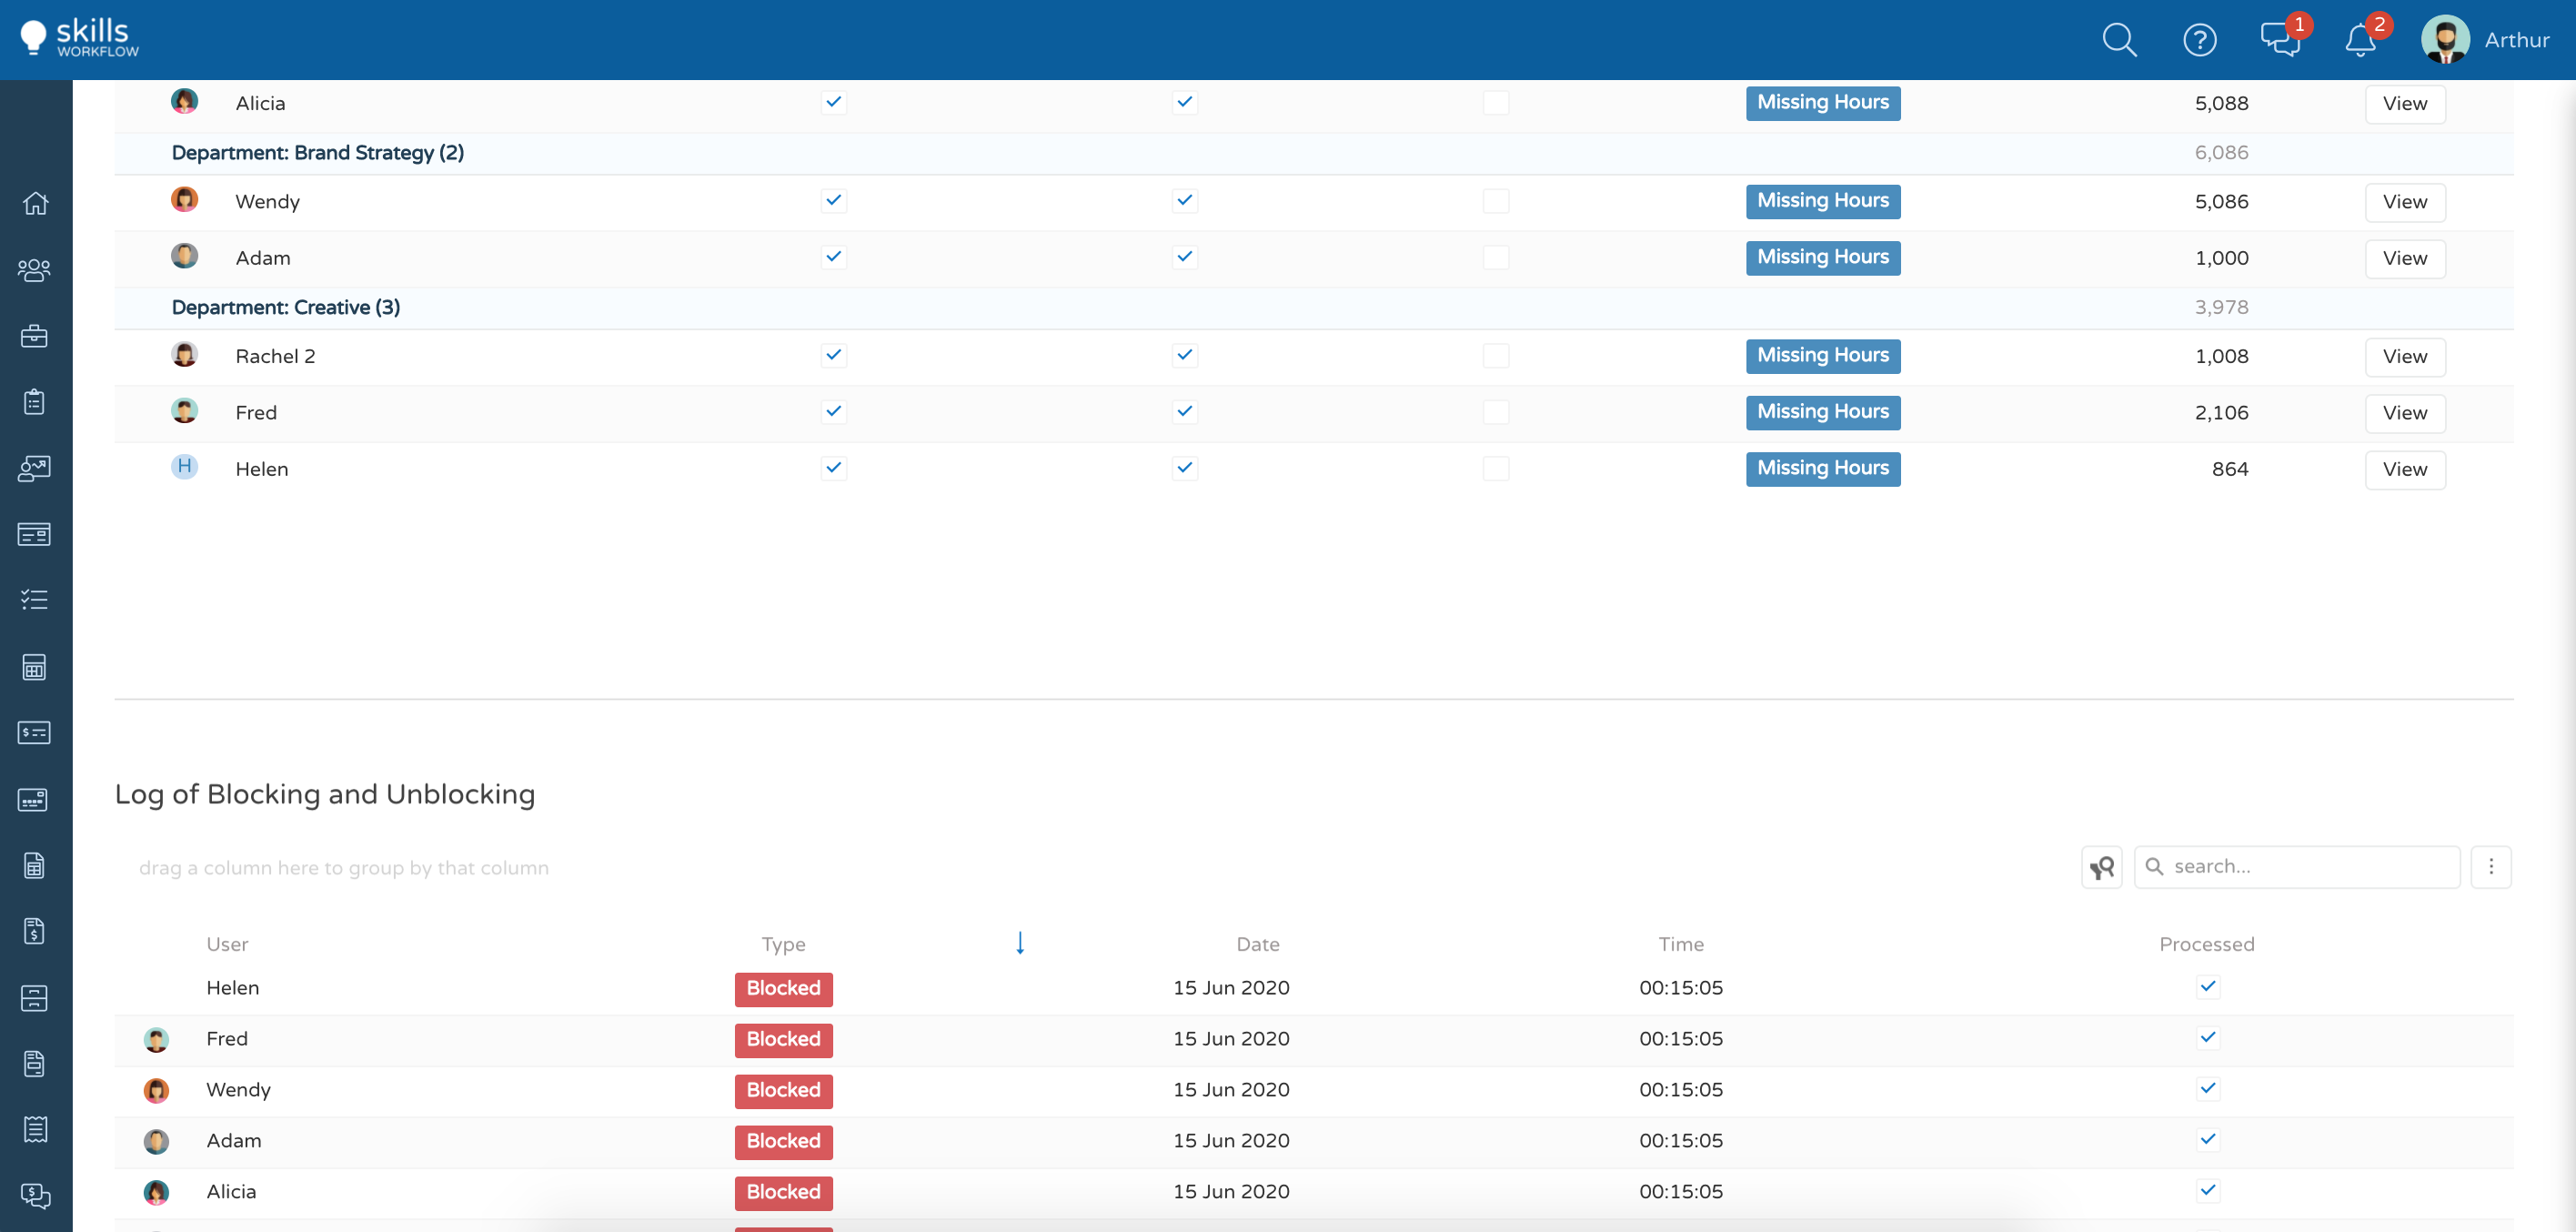 skills
WORKFLOW
1
2
Arthur
Alicia Missing Hours 5,088 View
Department: Brand Strategy (2) 6,086
Wendy Missing Hours 5,086 View
Adam Missing Hours 1,000 View
Department: Creative (3) 3,978
Rachel 2 Missing Hours 1,008 View
Fred Missing Hours 2,106 View
H Helen Missing Hours 864 View
Log of Blocking and Unblocking
drag a column here to group by that column
search...
User Type Date Time Processed
Helen Blocked 15 Jun 2020 00:15:05
Fred Blocked 15 Jun 2020 00:15:05
Wendy Blocked 15 Jun 2020 00:15:05
Adam Blocked 15 Jun 2020 00:15:05
Alicia Blocked 15 Jun 2020 00:15:05